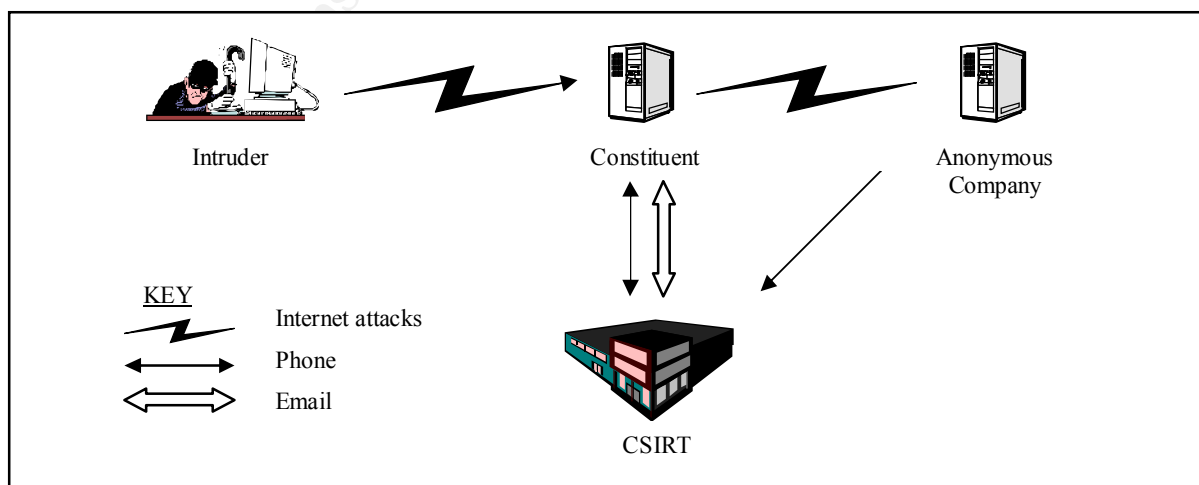 Intruder
Constituent
Anonymous
Company
KEY
Internet attacks
Phone
Email
CSIRT